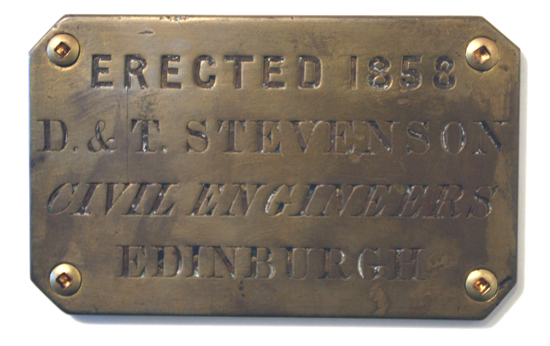 ERECTED 1858
D. & T. STEVENSON
CIVIL ENGINEERS
EDINBURGH